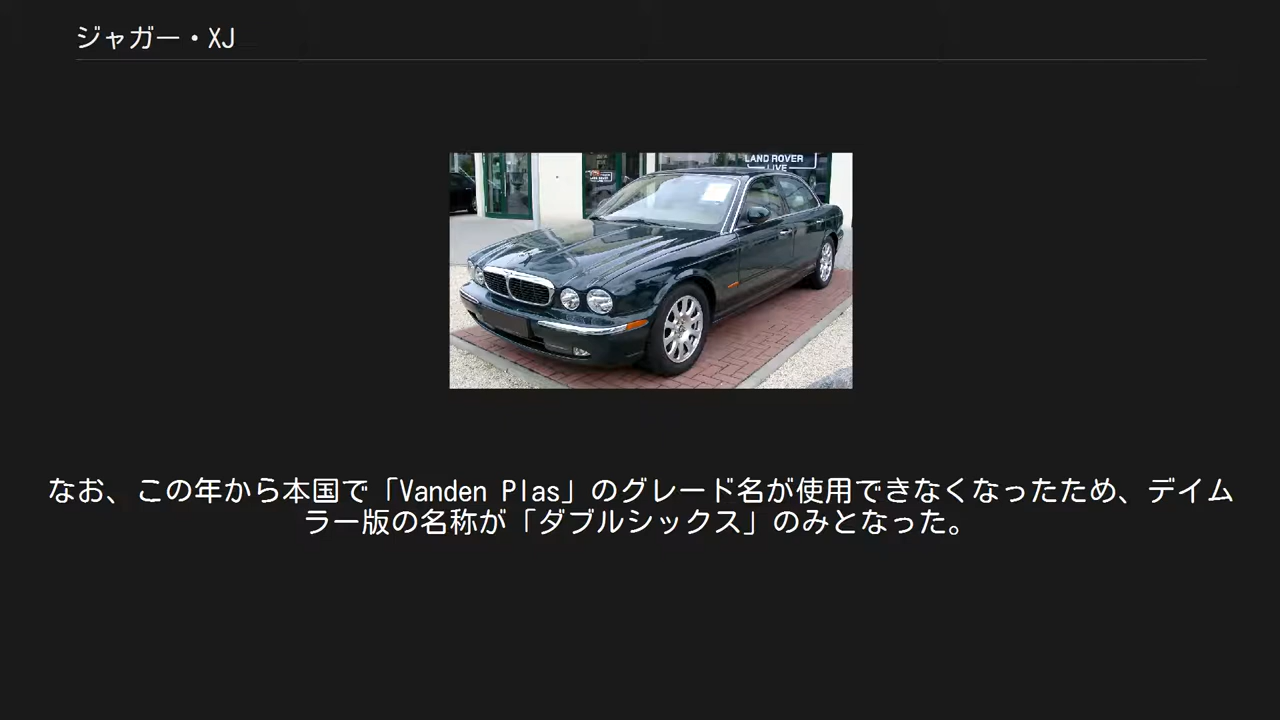 ジャガー・XJ
LAND ROVER
LIVE
なお、この年から本国で「Vanden Plas」のグレード名が使用できなくなったため、デイム
ラー版の名称が「ダブルシックス」のみとなった。